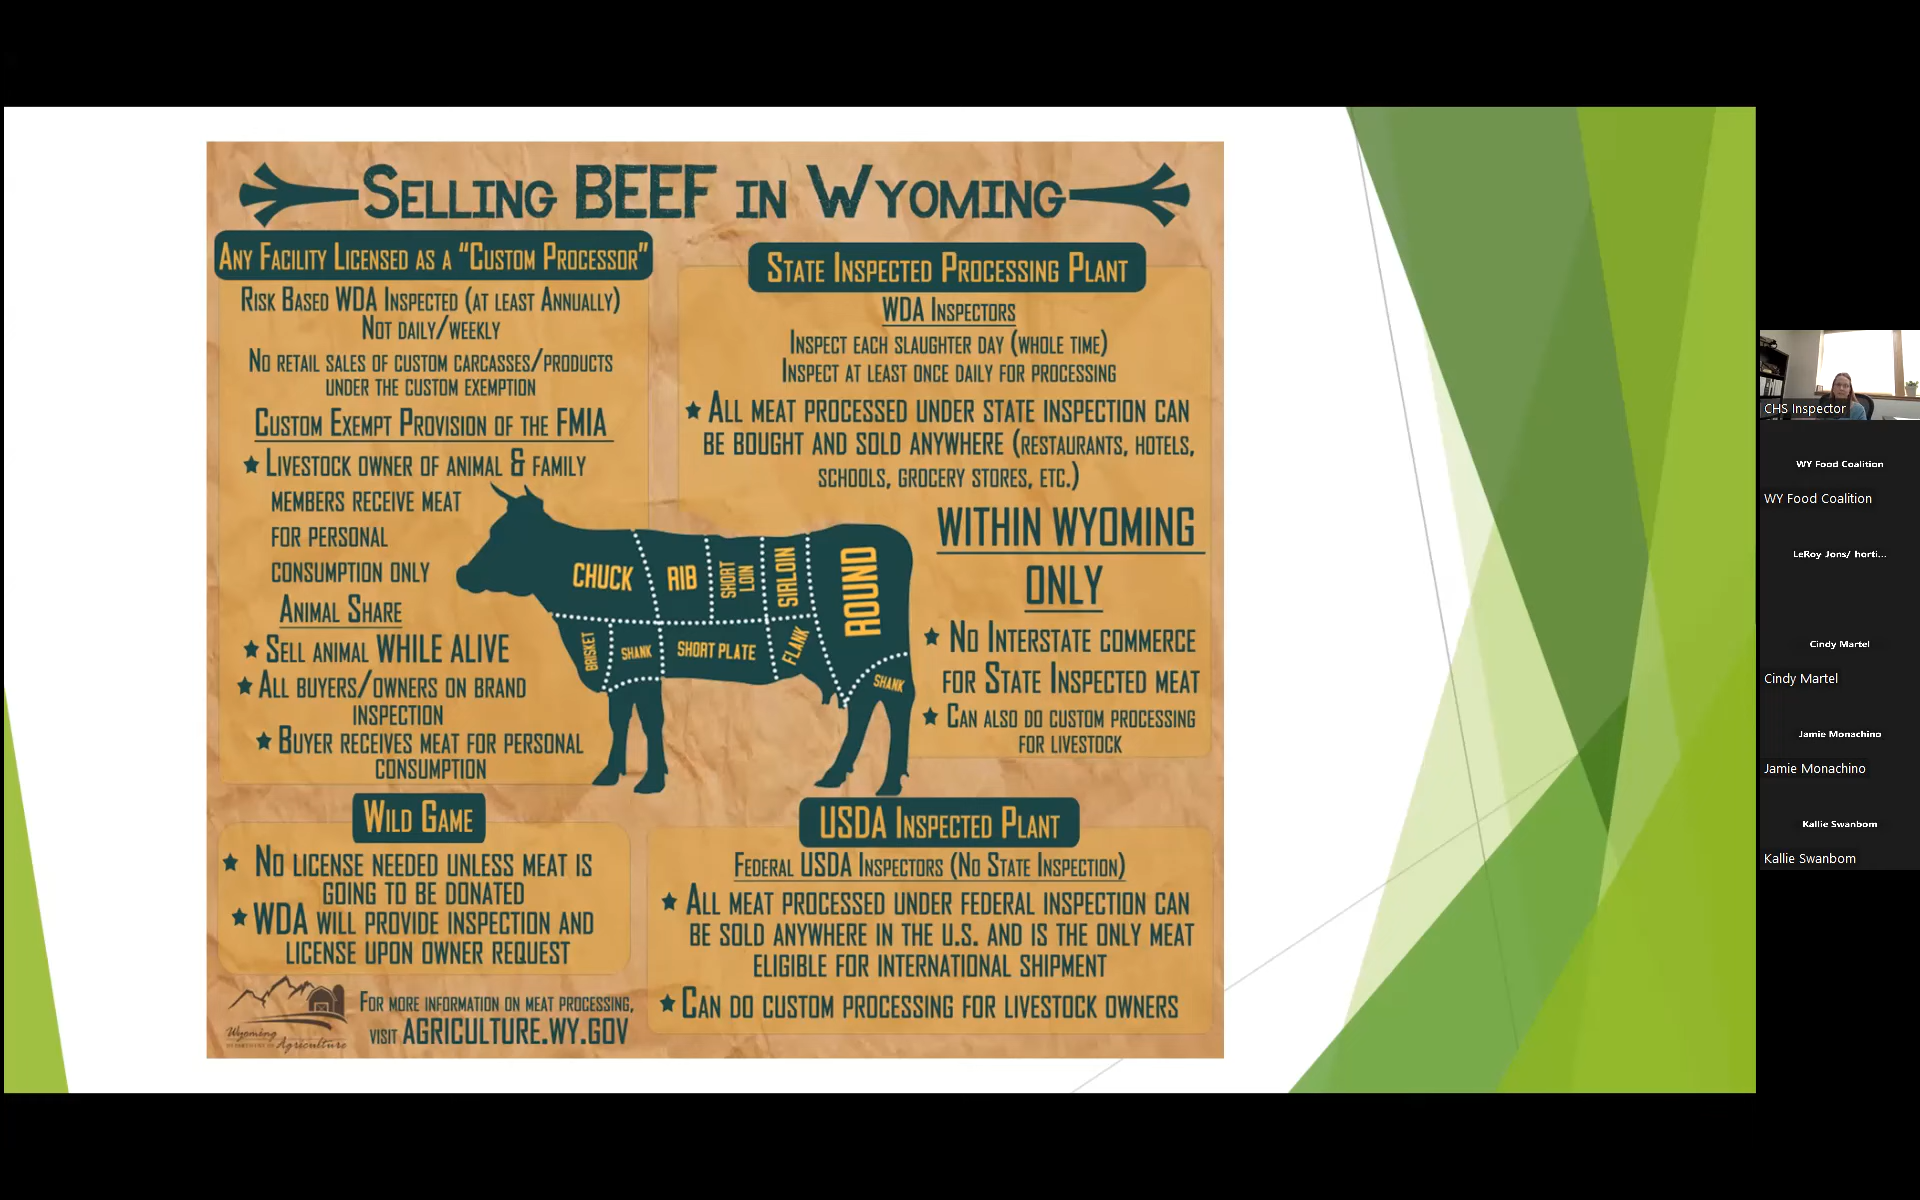 Selling BEEF in Wyoming
Any Facility Licensed as a “Custom Processor”
Risk Based WDA Inspected (at least Annually)
Not daily/weekly
No retail sales of custom carcasses/products
under the custom exemption
Custom Exempt Provision of the FMIA
★ Livestock owner of animal & family
members receive meat
for personal
consumption only
Animal Share
★ Sell animal WHILE ALIVE
★ All buyers/owners on brand
inspection
★ Buyer receives meat for personal
consumption
State Inspected Processing Plant
WDA Inspectors
Inspect each slaughter day (whole time)
Inspect at least once daily for processing
★ All meat processed under state inspection can
be bought and sold anywhere (restaurants, hotels,
schools, grocery stores, etc.)
WITHIN WYOMING
ONLY
★ No Interstate commerce
for State Inspected meat
★ Can also do custom processing
for livestock
CHUCK
RIB
SHORT
LOIN
SIRLOIN
ROUND
BRISKET
SHANK
SHORT PLATE
FLANK
SHANK
Wild Game
★ No license needed unless meat is
going to be donated
★ WDA will provide inspection and
license upon owner request
USDA Inspected Plant
Federal USDA Inspectors (No State Inspection)
★ All meat processed under federal inspection can
be sold anywhere in the U.S. and is the only meat
eligible for international shipment
★ Can do custom processing for livestock owners
Wyoming
DEPARTMENT OF Agriculture
For more information on meat processing,
visit AGRICULTURE.WY.GOV
CHS Inspector
WY Food Coalition
WY Food Coalition
LeRoy Jons/ horti...
Cindy Martel
Cindy Martel
Jamie Monachino
Jamie Monachino
Kallie Swanbom
Kallie Swanbom